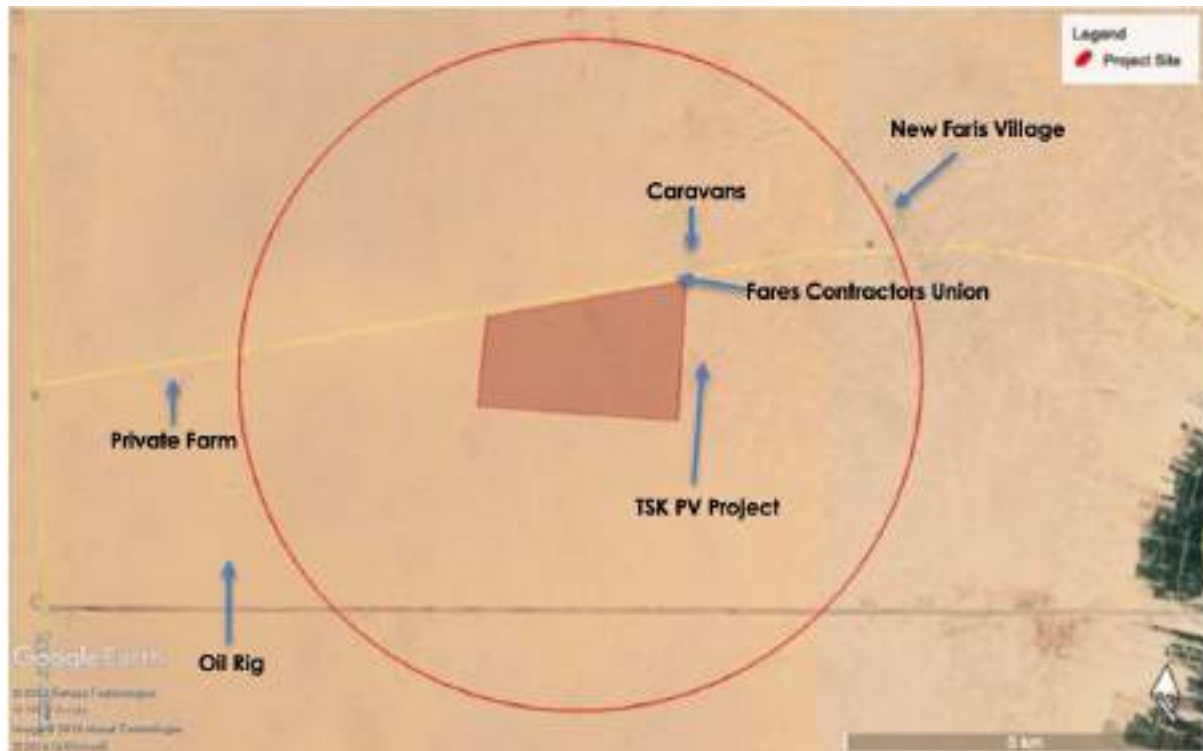 Legend
Project Site
New Faris Village
Caravans
Fares Contractors Union
Private Farm
TSK PV Project
Oil Rig
Google Earth
5 km